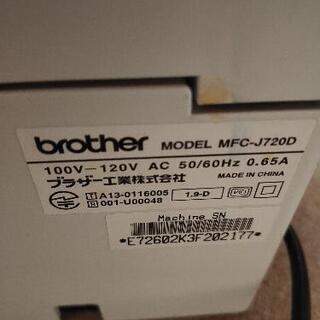 brother MODEL MFC-J720D
100V-120V AC 50/60Hz 0.65A
ブラザー工業株式会社 MADE IN CHINA
T A13-0116005 1.9-D
R 001-U00048
Machine SN
*E72602K3F202177*